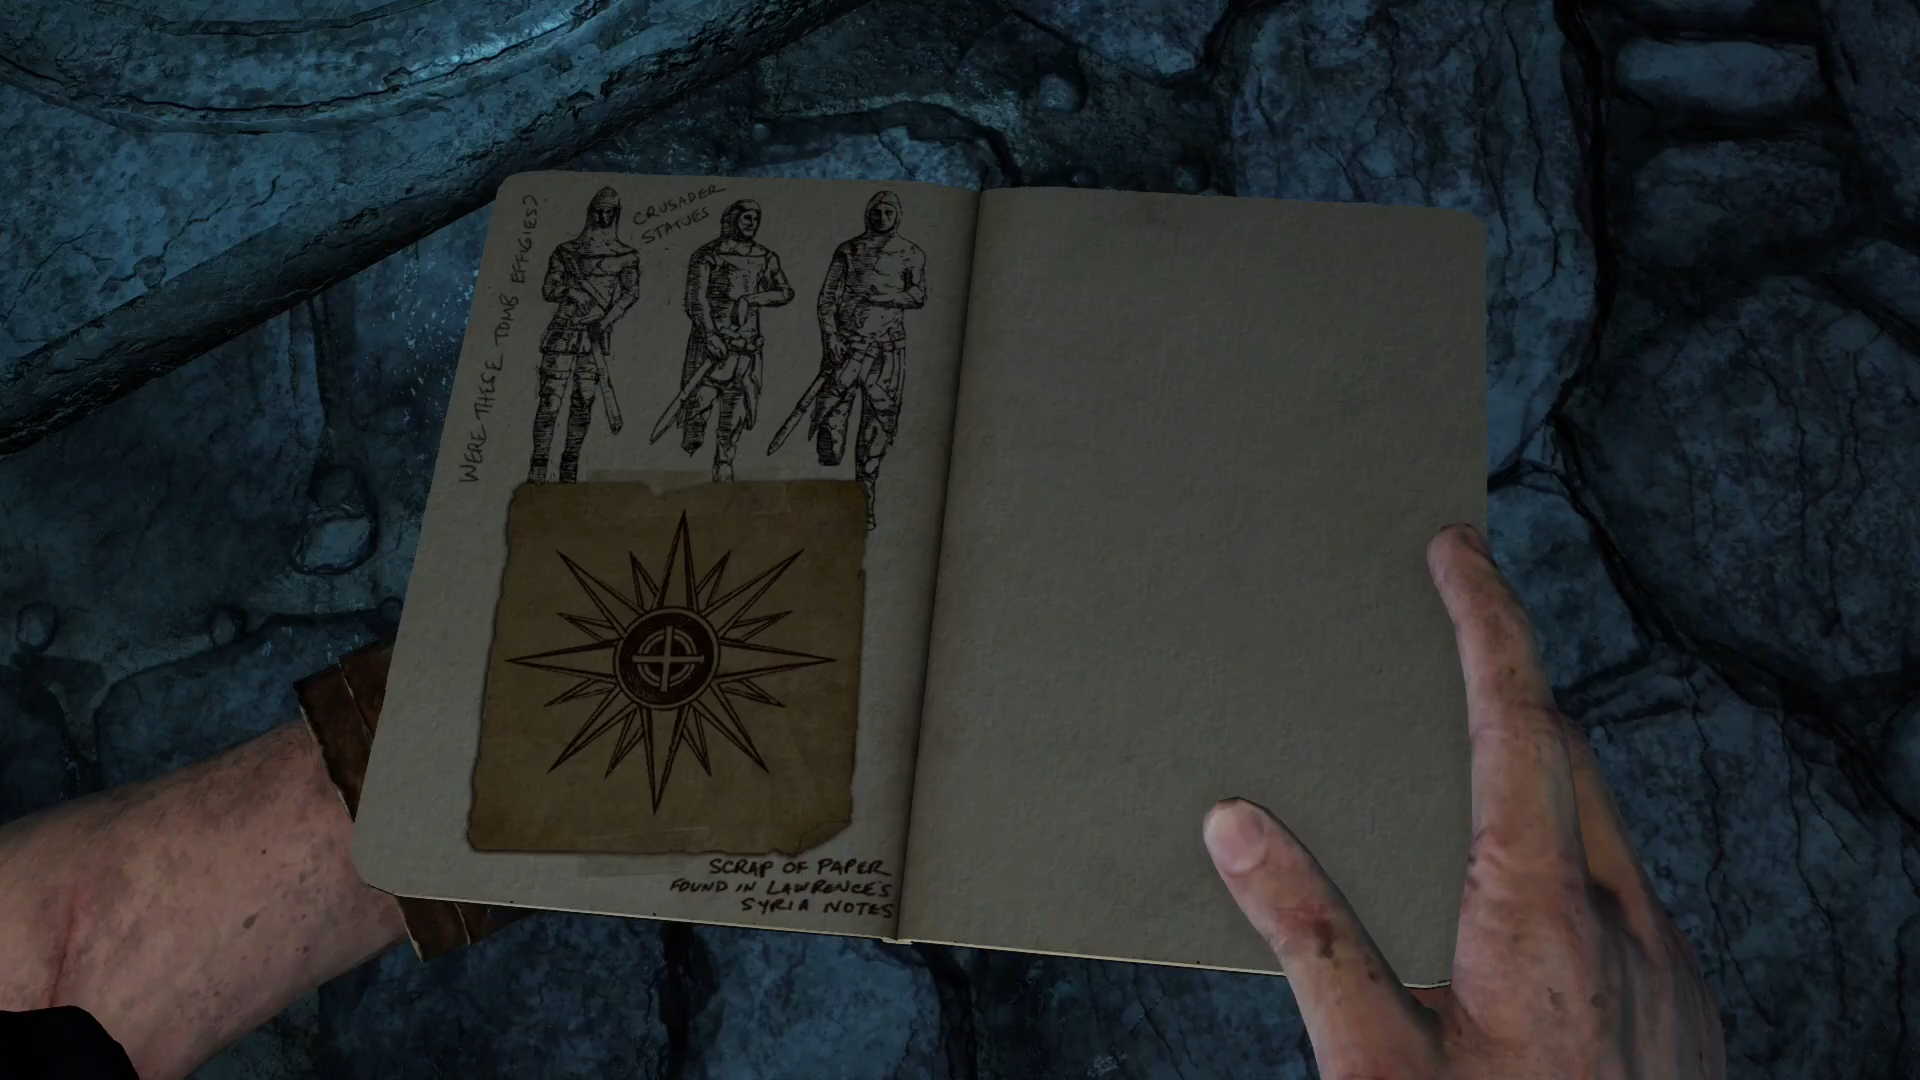 WERE THESE TOMB EFFIGIES?
CRUSADER
STATUES
SCRAP OF PAPER
FOUND IN LAWRENCE'S
SYRIA NOTES